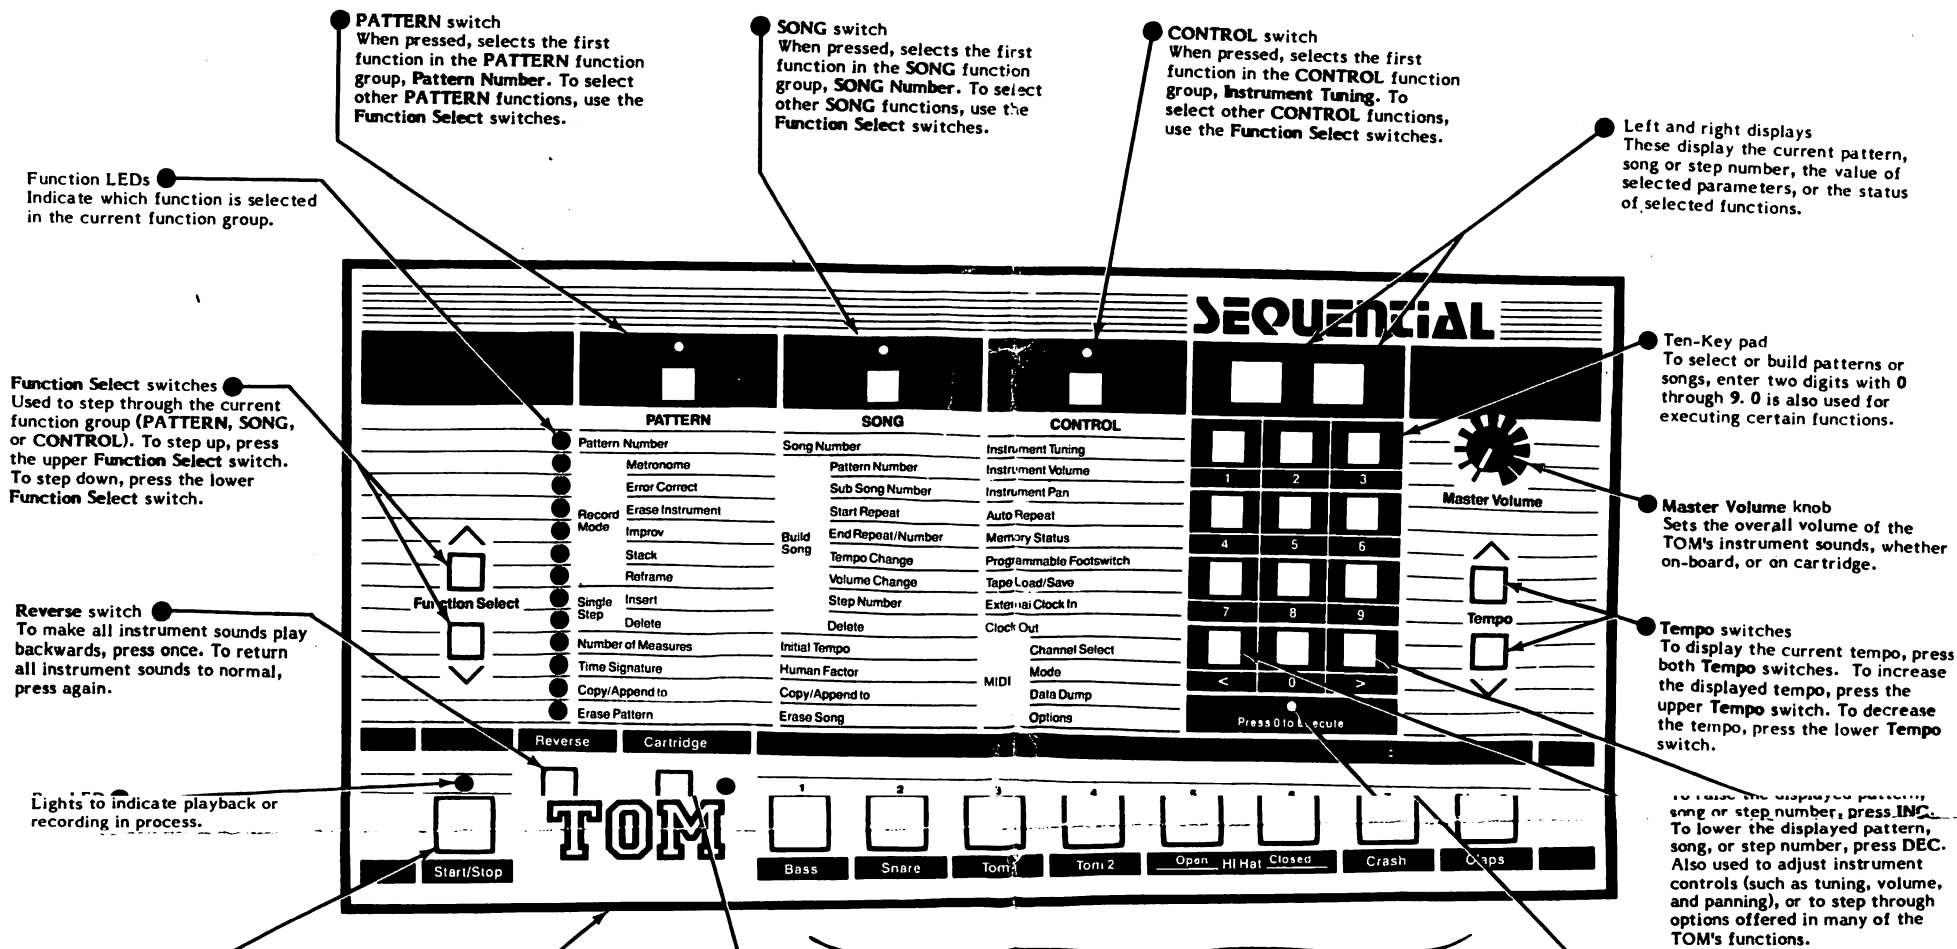 PATTERN switch
When pressed, selects the first
function in the PATTERN function
group, Pattern Number. To select
other PATTERN functions, use the
Function Select switches.
SONG switch
When pressed, selects the first
function in the SONG function
group, SONG Number. To select
other SONG functions, use the
Function Select switches.
CONTROL switch
When pressed, selects the first
function in the CONTROL function
group, Instrument Tuning. To
select other CONTROL functions,
use the Function Select switches.
Left and right displays
These display the current pattern,
song or step number, the value of
selected parameters, or the status
of selected functions.
Function LEDs
Indicate which function is selected
in the current function group.
Function Select switches
Used to step through the current
function group (PATTERN, SONG,
or CONTROL). To step up, press
the upper Function Select switch.
To step down, press the lower
Function Select switch.
Reverse switch
To make all instrument sounds play
backwards, press once. To return
all instrument sounds to normal,
press again.
Lights to indicate playback or
recording in process.
SEQUENTIAL
PATTERN
Pattern Number
Record
Mode
Metronome
Error Correct
Erase Instrument
Improv
Stack
Reframe
Single
Step
Insert
Delete
Number of Measures
Time Signature
Copy/Append to
Erase Pattern
SONG
Song Number
Build
Song
Pattern Number
Sub Song Number
Start Repeat
End Repeat/Number
Tempo Change
Volume Change
Step Number
Delete
Initial Tempo
Human Factor
Copy/Append to
Erase Song
CONTROL
Instrument Tuning
Instrument Volume
Instrument Pan
Auto Repeat
Memory Status
Programmable Footswitch
Tape Load/Save
External Clock In
Clock Out
MIDI
Channel Select
Mode
Data Dump
Options
1 2 3
4 5 6
7 8 9
< 0 >
Press 0 to Execute
Function Select
Master Volume
Tempo
Reverse
Cartridge
TOM
Start/Stop
1 2 3 4
Bass
Snare
Tom 1
Tom 2
Open Hi Hat Closed
Crash
Claps
Ten-Key pad
To select or build patterns or
songs, enter two digits with 0
through 9. 0 is also used for
executing certain functions.
Master Volume knob
Sets the overall volume of the
TOM's instrument sounds, whether
on-board, or on cartridge.
Tempo switches
To display the current tempo, press
both Tempo switches. To increase
the displayed tempo, press the
upper Tempo switch. To decrease
the tempo, press the lower Tempo
switch.
To raise the displayed pattern,
song or step number, press INC.
To lower the displayed pattern,
song, or step number, press DEC.
Also used to adjust instrument
controls (such as tuning, volume,
and panning), or to step through
options offered in many of the
TOM's functions.